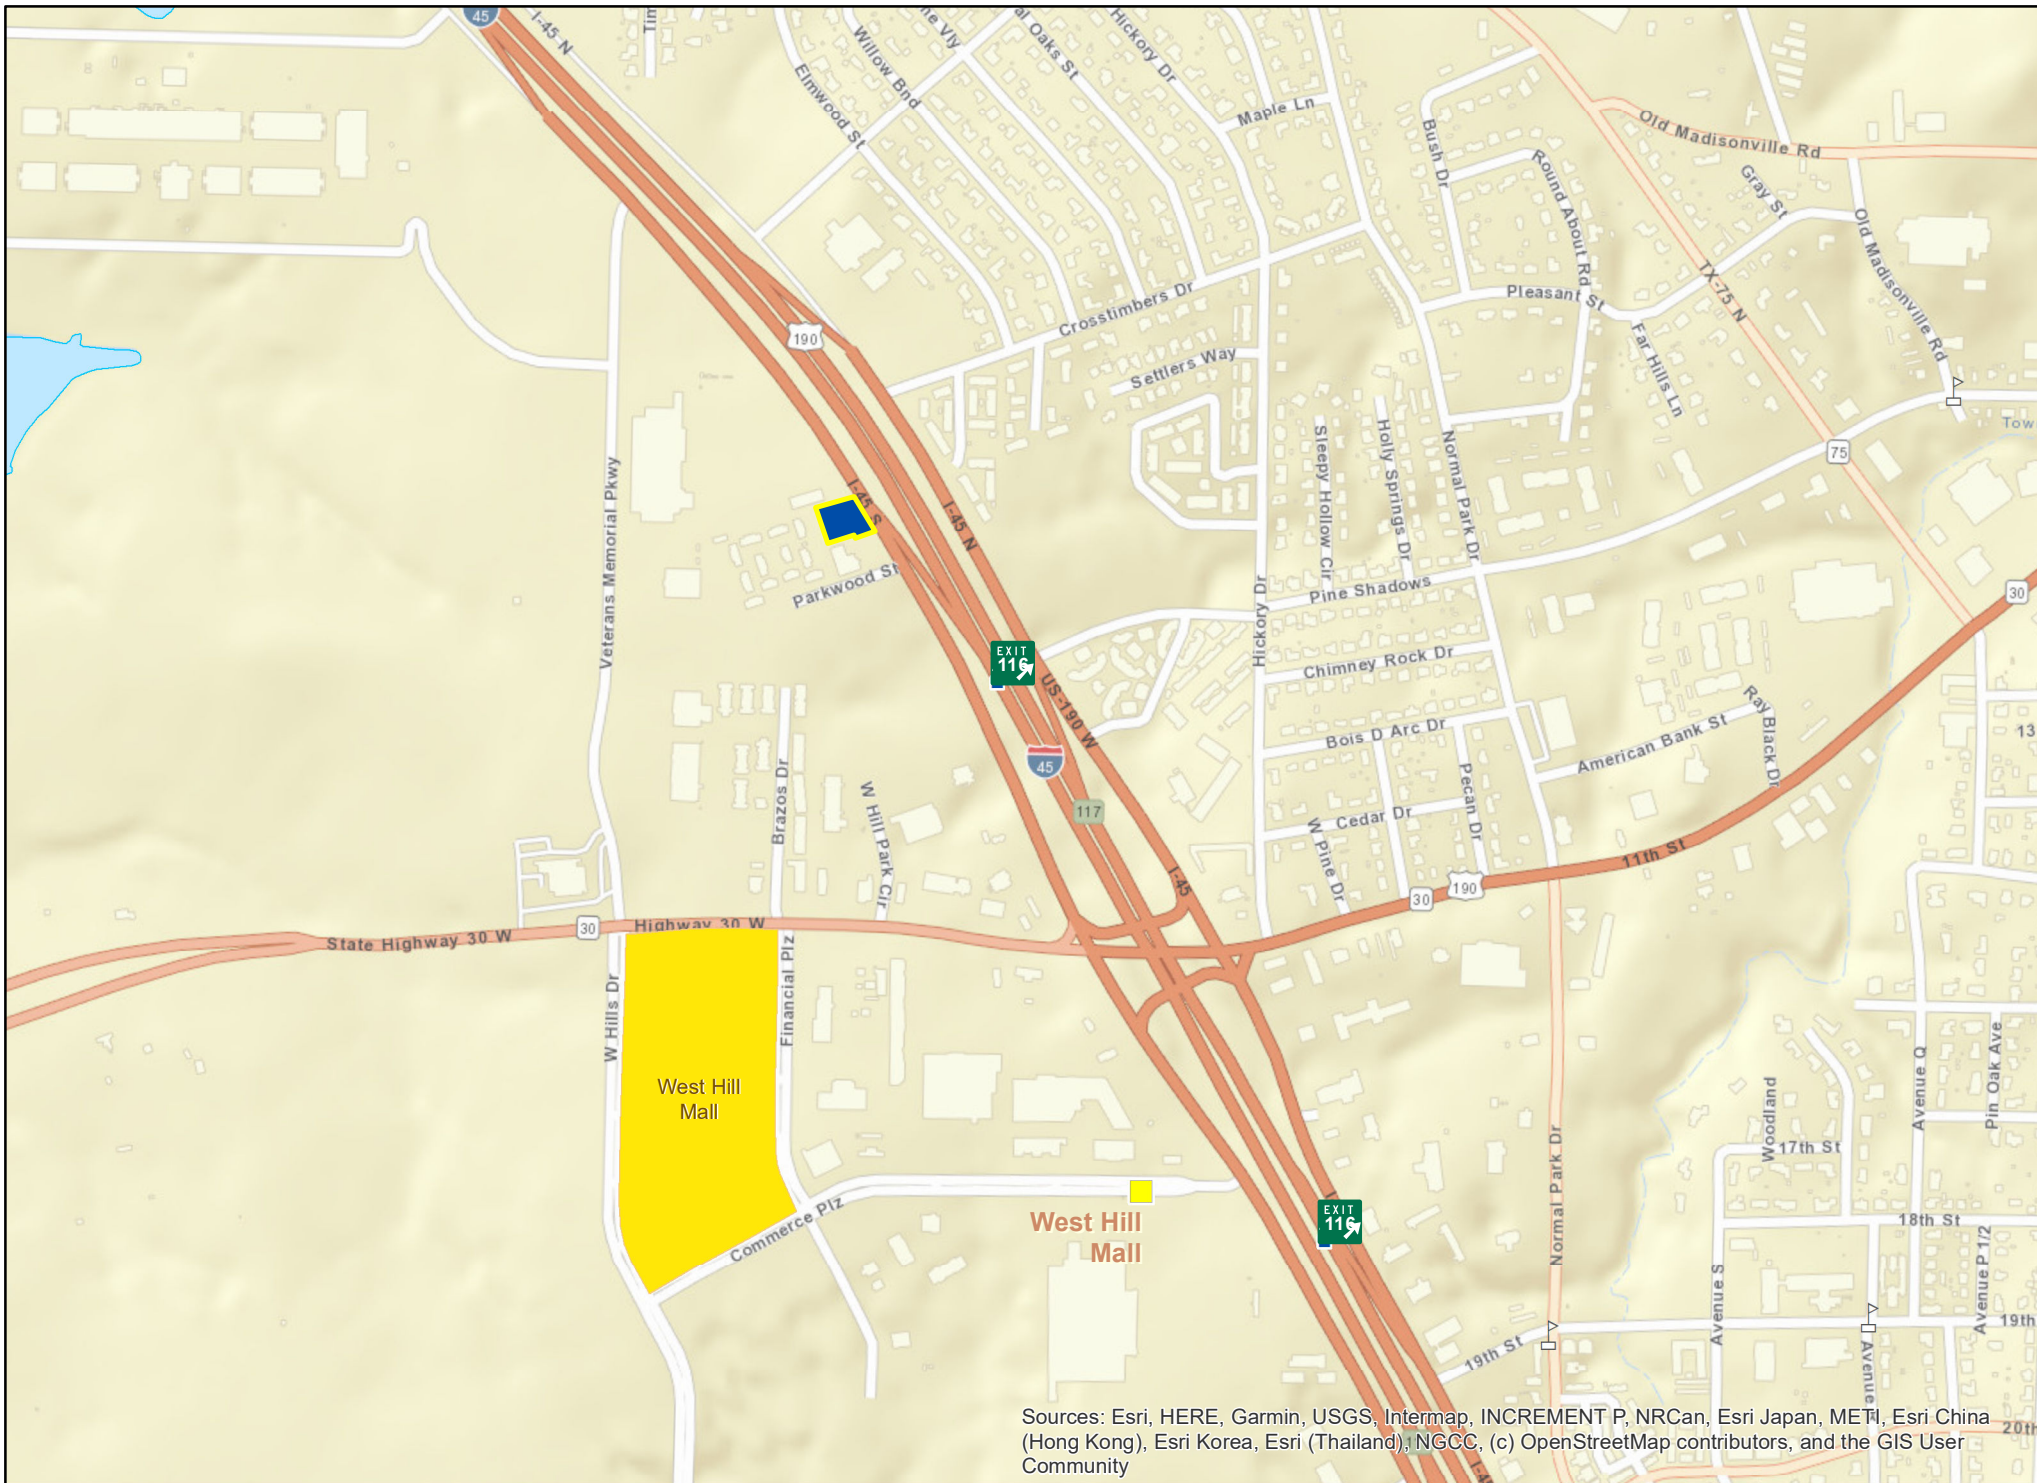 45
I-45 N
Elmwood St
Willow Bnd
Hickory Dr
Maple Ln
Bush Dr
Round About Rd
Old Madisonville Rd
Gray St
Old Madisonville Rd
TX-75 N
Pleasant St
Far Hills Ln
Crosstimbers Dr
190
Settlers Way
Sleepy Hollow Cir
Holly Springs Dr
Normal Park Dr
75
Veterans Memorial Pkwy
I-45 S
I-45 N
Parkwood St
Pine Shadows
30
Hickory Dr
EXIT
116
US-190 W
Chimney Rock Dr
Bois D Arc Dr
American Bank St
Ray Black Dr
45
117
Pecan Dr
Cedar Dr
W Pine Dr
Brazos Dr
W Hill Park Cir
I-45
11th St
190
30
State Highway 30 W
30
Highway 30 W
W Hills Dr
Financial Plz
West Hill
Mall
Commerce Plz
West Hill
Mall
EXIT
116
Normal Park Dr
Woodland
17th St
Avenue Q
Pin Oak Ave
18th St
Avenue S
Avenue P 1/2
19th
19th St
Avenue
20th
Sources: Esri, HERE, Garmin, USGS, Intermap, INCREMENT P, NRCan, Esri Japan, METI, Esri China
(Hong Kong), Esri Korea, Esri (Thailand), NGCC, (c) OpenStreetMap contributors, and the GIS User
Community